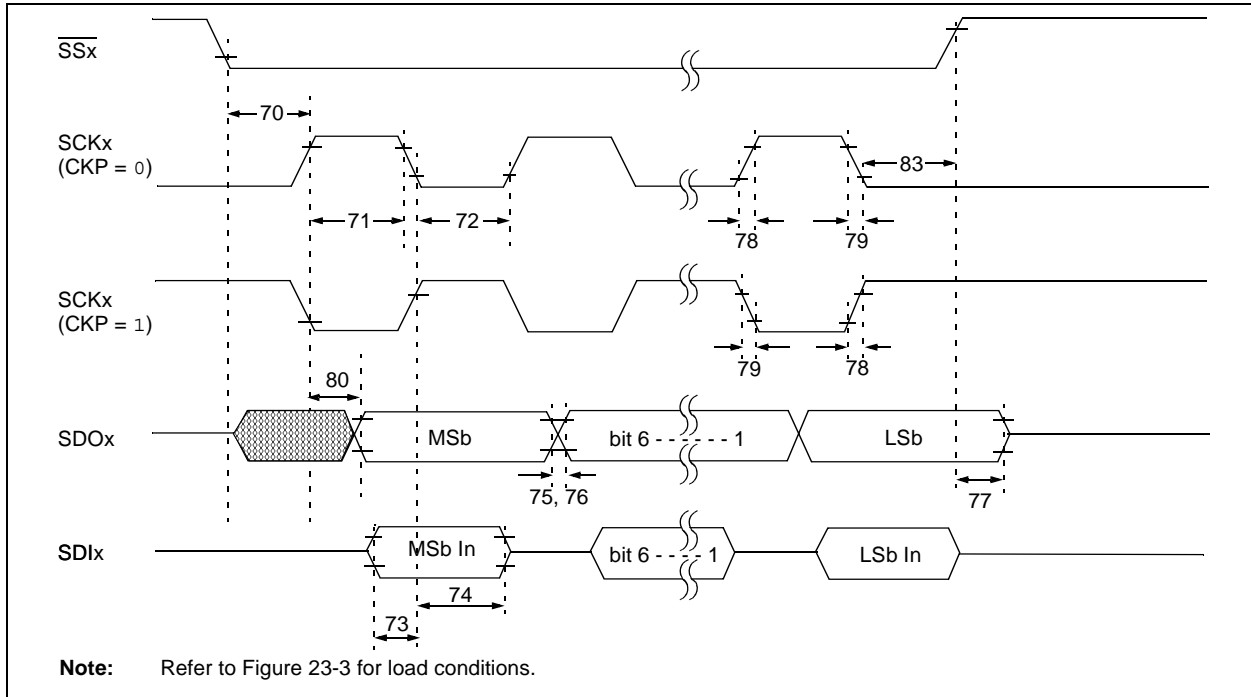 SSx
70
SCKx
(CKP = 0)
83
71
72
78
79
SCKx
(CKP = 1)
79
78
80
SDOx
MSb
bit 6 - - - - - - 1
LSb
75, 76
77
SDIx
MSb In
bit 6 - - - - 1
LSb In
74
73
Note: Refer to Figure 23-3 for load conditions.